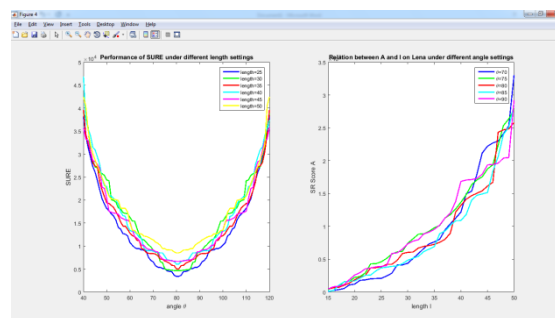 Figure 4
File Edit View Insert Tools Desktop Window Help
×10⁴
Performance of SURE under different length settings
5
4.5
4
3.5
3
2.5
2
1.5
1
0.5
0
SURE
40 50 60 70 80 90 100 110 120
angle θ
length=25
length=30
length=35
length=40
length=45
length=50
Relation between A and l on Lena under different angle settings
3.5
3
2.5
2
1.5
1
0.5
0
SR Score A
15 20 25 30 35 40 45 50
length l
θ=70
θ=75
θ=80
θ=85
θ=90